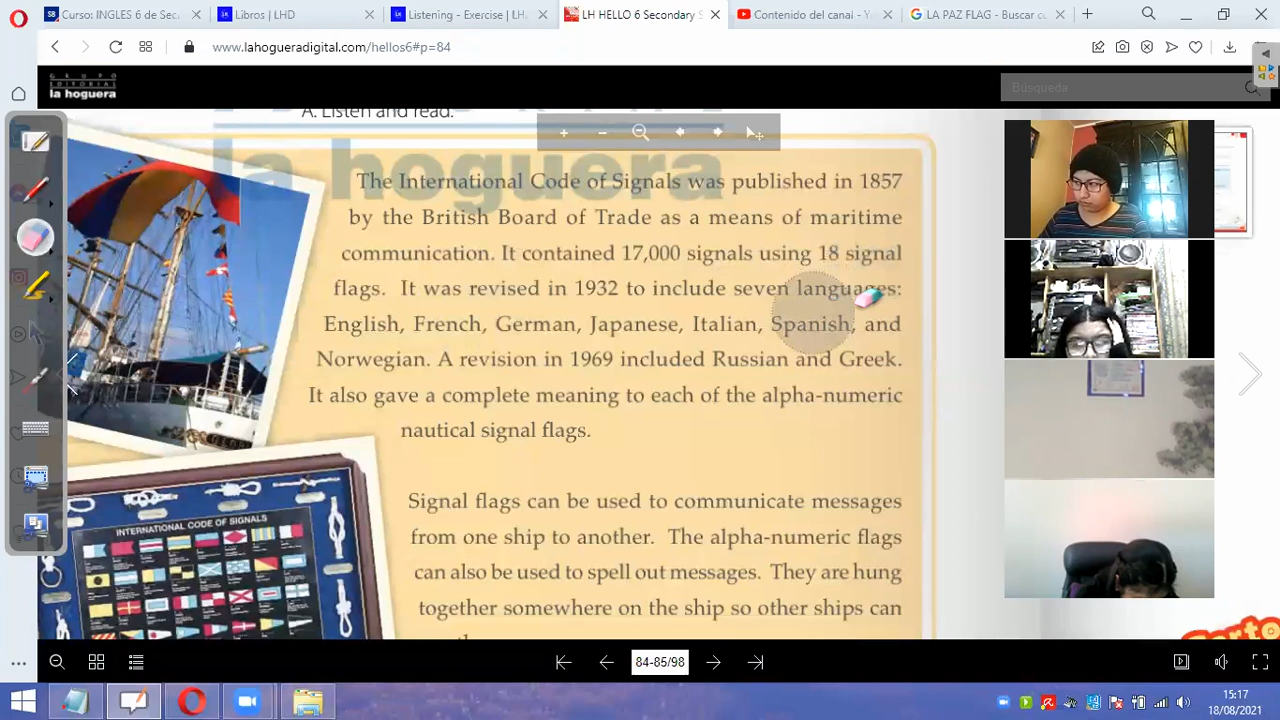 Curso: INGLES 6 de Sec
Libros | LHD
Listening - Exercise | LH
LH HELLO 6 Secondary S
Contenido del canal - Y
LA PAZ FLAG - Buscar co
www.lahogueradigital.com/hellos6#p=84
GRUPO
EDITORIAL
la hoguera
Búsqueda
A. Listen and read.
la hoguera
The International Code of Signals was published in 1857
by the British Board of Trade as a means of maritime
communication. It contained 17,000 signals using 18 signal
flags. It was revised in 1932 to include seven languages:
English, French, German, Japanese, Italian, Spanish, and
Norwegian. A revision in 1969 included Russian and Greek.
It also gave a complete meaning to each of the alpha-numeric
nautical signal flags.
Signal flags can be used to communicate messages
from one ship to another. The alpha-numeric flags
can also be used to spell out messages. They are hung
together somewhere on the ship so other ships can
INTERNATIONAL CODE OF SIGNALS
84-85/98
15:17
18/08/2021